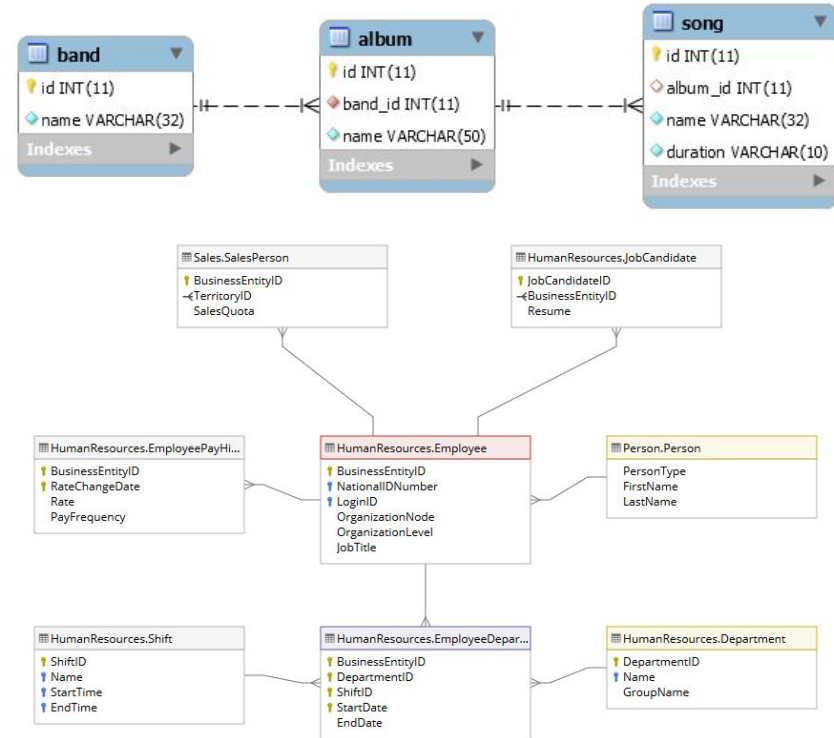 band
id INT(11)
name VARCHAR(32)
Indexes
album
id INT(11)
band_id INT(11)
name VARCHAR(50)
Indexes
song
id INT(11)
album_id INT(11)
name VARCHAR(32)
duration VARCHAR(10)
Indexes
Sales.SalesPerson
BusinessEntityID
TerritoryID
SalesQuota
HumanResources.JobCandidate
JobCandidateID
BusinessEntityID
Resume
HumanResources.EmployeePayHi...
BusinessEntityID
RateChangeDate
Rate
PayFrequency
HumanResources.Employee
BusinessEntityID
NationalIDNumber
LoginID
OrganizationNode
OrganizationLevel
JobTitle
Person.Person
PersonType
FirstName
LastName
HumanResources.Shift
ShiftID
Name
StartTime
EndTime
HumanResources.EmployeeDepar...
BusinessEntityID
DepartmentID
ShiftID
StartDate
EndDate
HumanResources.Department
DepartmentID
Name
GroupName